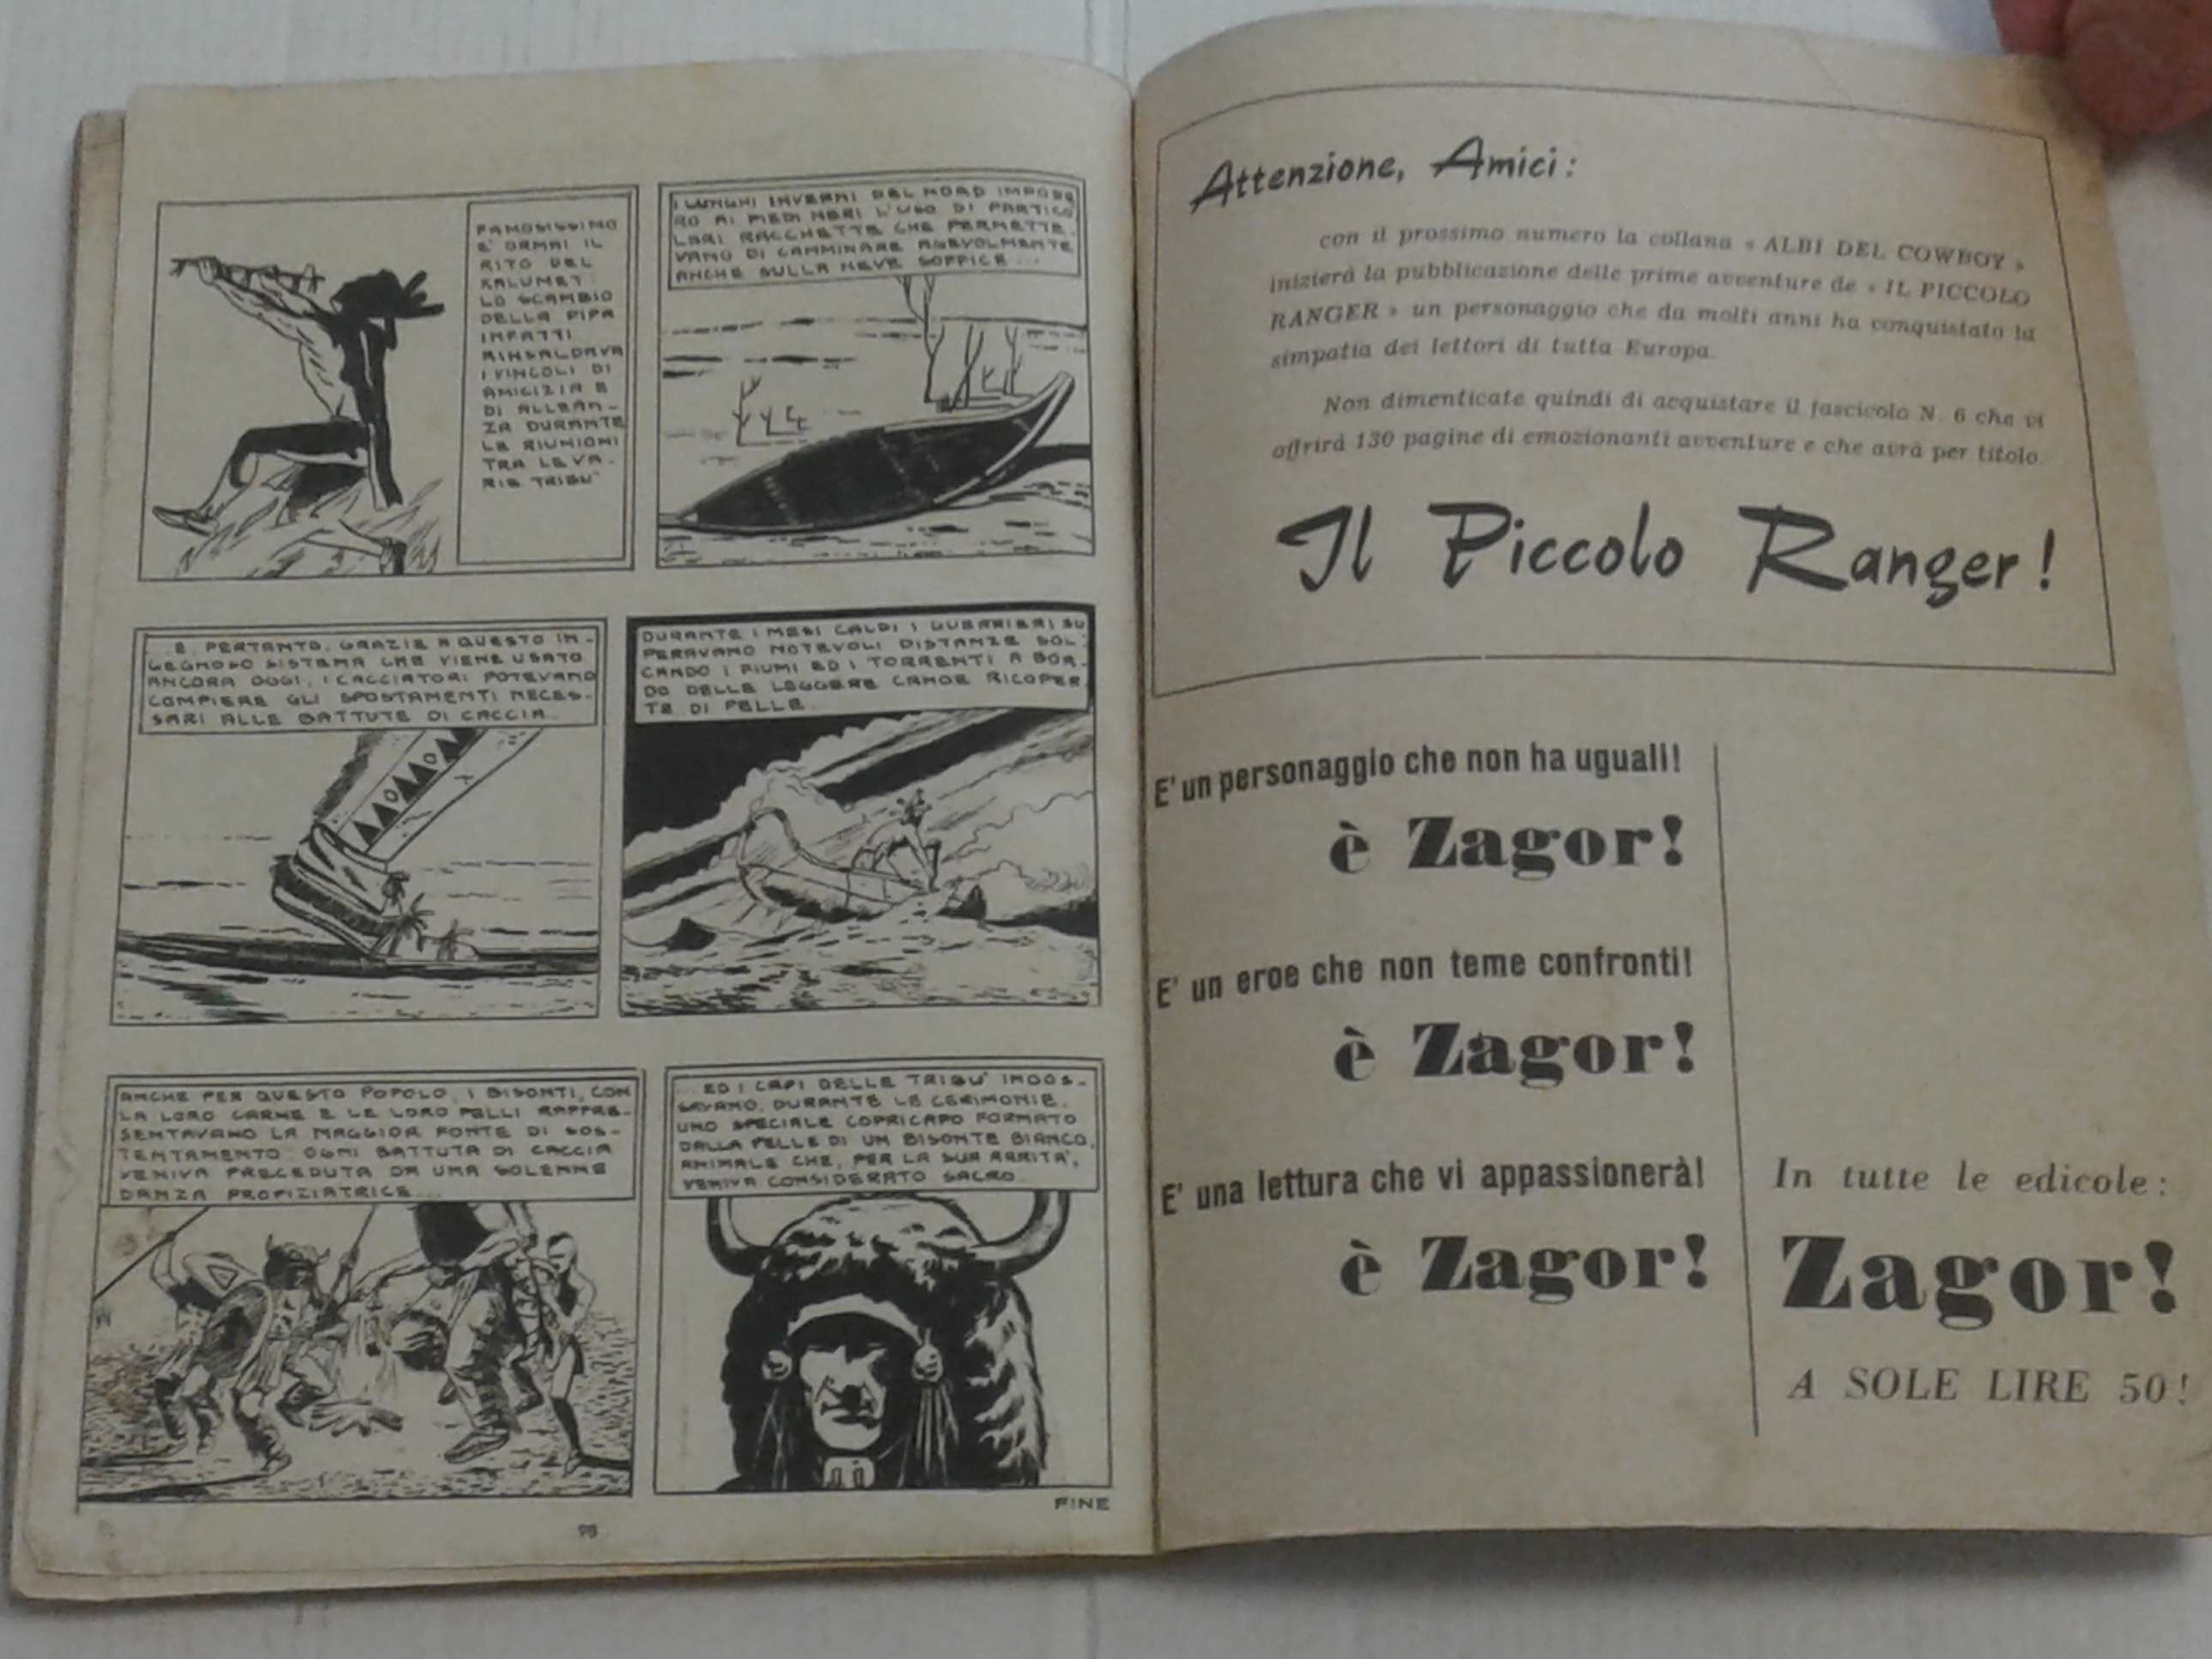 FAMOSISSIMO
E' ORMAI IL
RITO DEL
KALUMET:
LO SCAMBIO
DELLA PIPA
INFATTI
RINSALDAVA
I VINCOLI DI
AMICIZIA E
DI ALLEAN-
ZA DURANTE
LE RIUNIONI
TRA LE VA-
RIE TRIBU'
I LUNGHI INVERNI DEL NORD IMPOSE
RO AI PIEDI NERI L'USO DI PARTICO
LARI RACCHETTE CHE PERMETTE-
VANO DI CAMMINARE AGEVOLMENTE
ANCHE SULLA NEVE SOFFICE...
...E, PERTANTO, GRAZIE A QUESTO IN-
GEGNOSO SISTEMA CHE VIENE USATO
ANCORA OGGI, I CACCIATORI POTEVANO
COMPIERE GLI SPOSTAMENTI NECES-
SARI ALLE BATTUTE DI CACCIA
DURANTE I MESI CALDI I GUERRIERI SU
PERAVANO NOTEVOLI DISTANZE SOL-
CANDO I FIUMI ED I TORRENTI A BOR-
DO DELLE LEGGERE CANOE RICOPER
TE DI PELLE
ANCHE PER QUESTO POPOLO, I BISONTI, CON
LA LORO CARNE E LE LORO PELLI RAPPRE-
SENTAVANO LA MAGGIOR FONTE DI SOS-
TENTAMENTO: OGNI BATTUTA DI CACCIA
VENIVA PRECEDUTA DA UNA SOLENNE
DANZA PROPIZIATRICE...
...ED I CAPI DELLE TRIBU' INDOS-
SAVANO, DURANTE LE CERIMONIE,
UNO SPECIALE COPRICAPO FORMATO
DALLA PELLE DI UN BISONTE BIANCO,
ANIMALE CHE, PER LA SUA RARITA',
VENIVA CONSIDERATO SACRO
FINE
98
Attenzione, Amici:
con il prossimo numero la collana « ALBI DEL COWBOY »
inizierà la pubblicazione delle prime avventure de « IL PICCOLO
RANGER » un personaggio che da molti anni ha conquistato la
simpatia dei lettori di tutta Europa.
Non dimenticate quindi di acquistare il fascicolo N. 6 che vi
offrirà 130 pagine di emozionanti avventure e che avrà per titolo
Il Piccolo Ranger!
E' un personaggio che non ha uguali!
è Zagor!
E' un eroe che non teme confronti!
è Zagor!
E' una lettura che vi appassionerà!
è Zagor!
In tutte le edicole:
Zagor!
A SOLE LIRE 50!